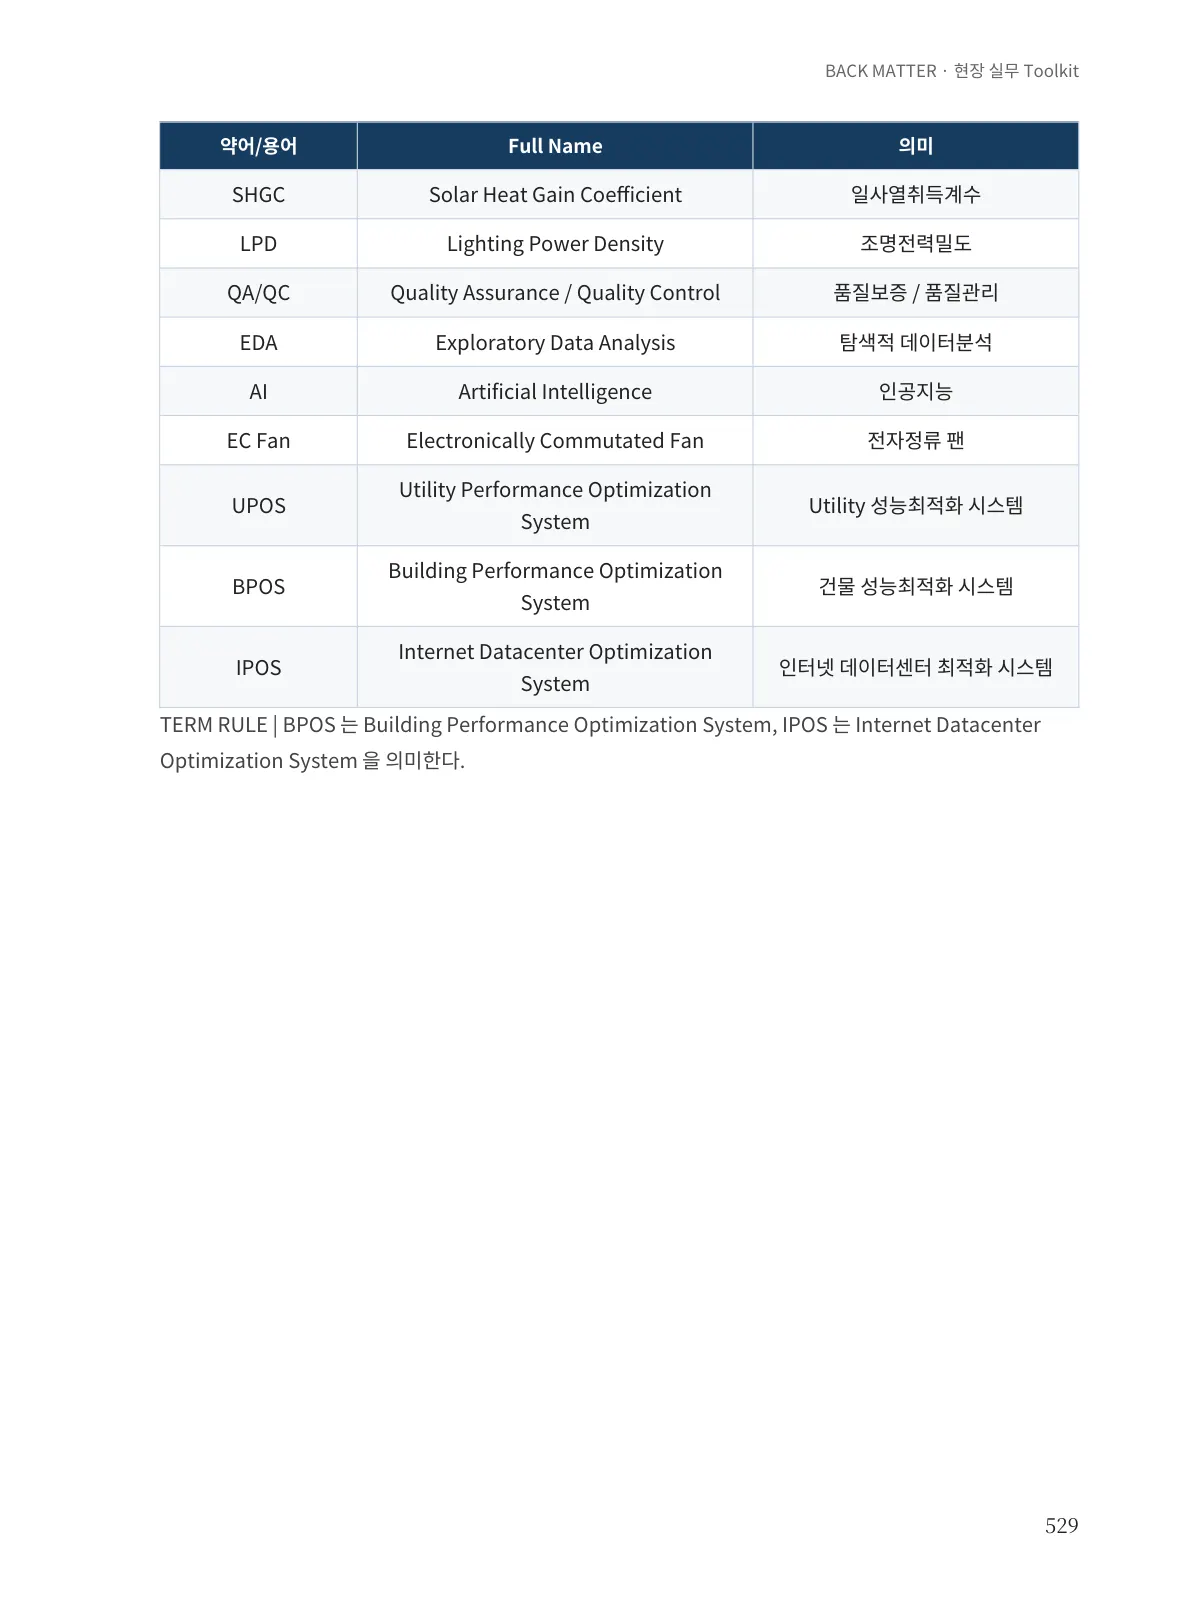 BACK MATTER · 현장 실무 Toolkit
약어/용어 Full Name 의미
SHGC Solar Heat Gain Coefficient 일사열취득계수
LPD Lighting Power Density 조명전력밀도
QA/QC Quality Assurance / Quality Control 품질보증 / 품질관리
EDA Exploratory Data Analysis 탐색적 데이터분석
AI Artificial Intelligence 인공지능
EC Fan Electronically Commutated Fan 전자정류 팬
UPOS Utility Performance Optimization
System Utility 성능최적화 시스템
BPOS Building Performance Optimization
System 건물 성능최적화 시스템
IPOS Internet Datacenter Optimization
System 인터넷 데이터센터 최적화 시스템
TERM RULE | BPOS 는 Building Performance Optimization System, IPOS 는 Internet Datacenter
Optimization System 을 의미한다.
529